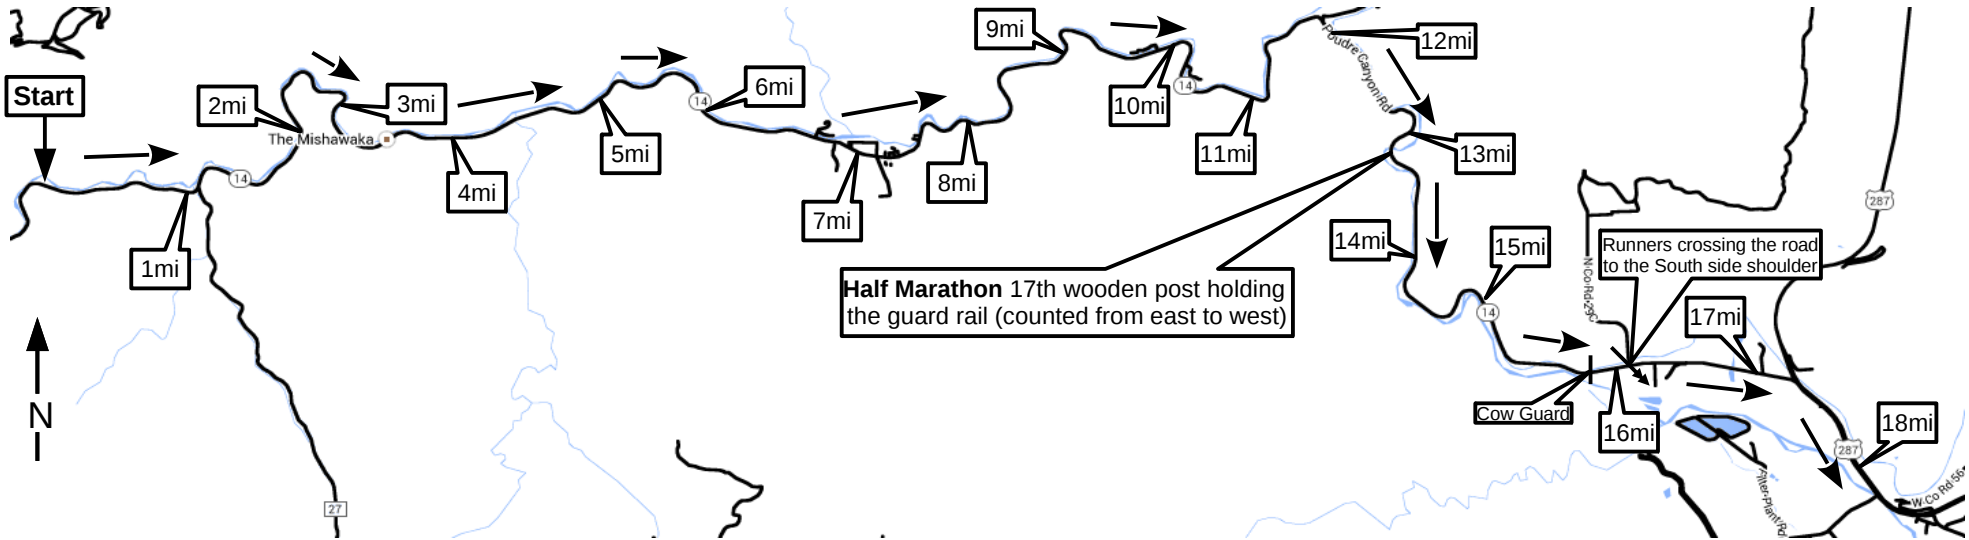 Start
2mi
The Mishawaka
3mi
14
1mi
4mi
5mi
14
6mi
7mi
8mi
9mi
10mi
14
11mi
12mi
Poudre Canyon Rd
13mi
Half Marathon 17th wooden post holding
the guard rail (counted from east to west)
14mi
15mi
14
N Co Rd 29C
Runners crossing the road
to the South side shoulder
287
17mi
Cow Guard
16mi
18mi
287
W Co Rd 56
Filter Plant Rd
N
27